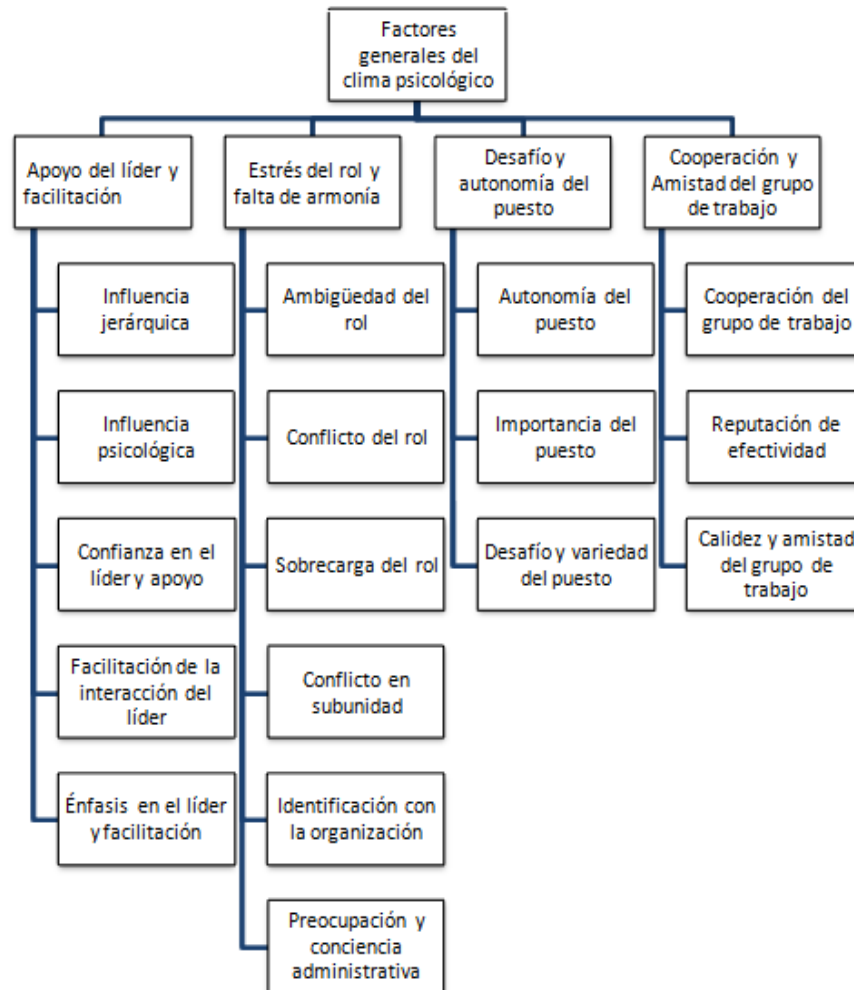 Factores
generales del
clima psicológico
Apoyo del líder y
facilitación
Estrés del rol y
falta de armonía
Desafío y
autonomía del
puesto
Cooperación y
Amistad del grupo
de trabajo
Influencia
jerárquica
Influencia
psicológica
Confianza en el
líder y apoyo
Facilitación de la
interacción del
líder
Énfasis en el líder
y facilitación
Ambigüedad del
rol
Conflicto del rol
Sobrecarga del rol
Conflicto en
subunidad
Identificación con
la organización
Preocupación y
conciencia
administrativa
Autonomía del
puesto
Importancia del
puesto
Desafío y variedad
del puesto
Cooperación del
grupo de trabajo
Reputación de
efectividad
Calidez y amistad
del grupo de
trabajo